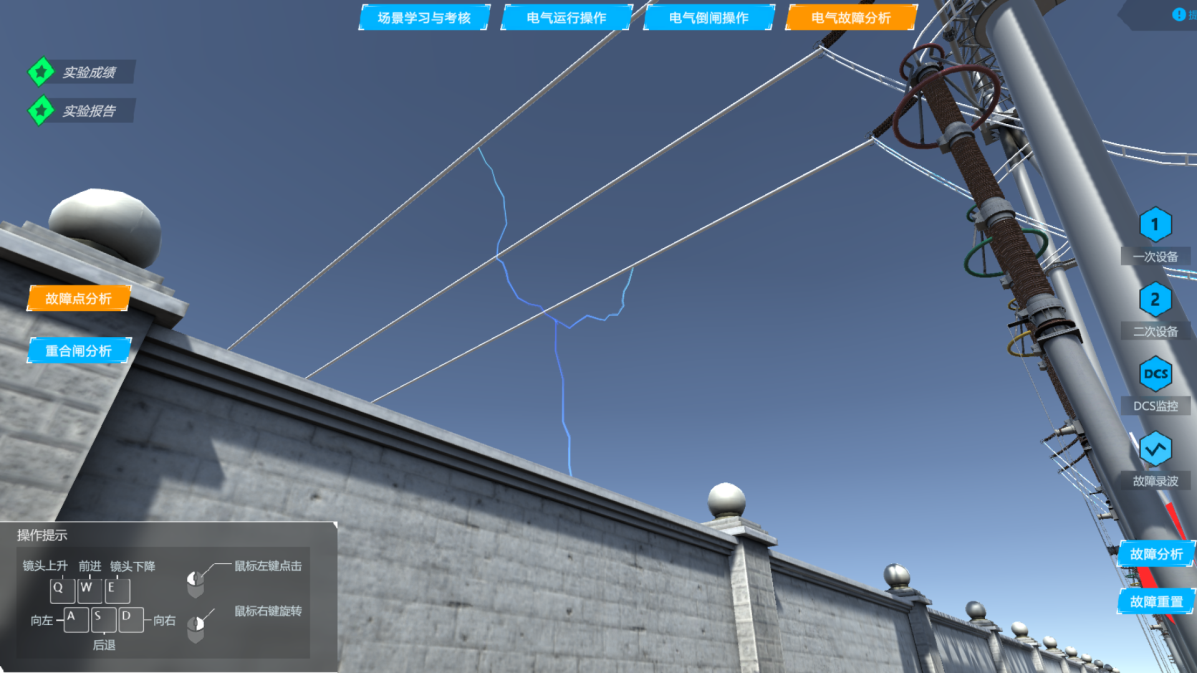 场景学习与考核
电气运行操作
电气倒闸操作
电气故障分析
实验成绩
实验报告
故障点分析
重合闸分析
1
一次设备
2
二次设备
DCS
DCS监控
故障录波
故障分析
故障重置
操作提示
镜头上升 前进 镜头下降
Q W E
向左 A S D 向右
后退
鼠标左键点击
鼠标右键旋转